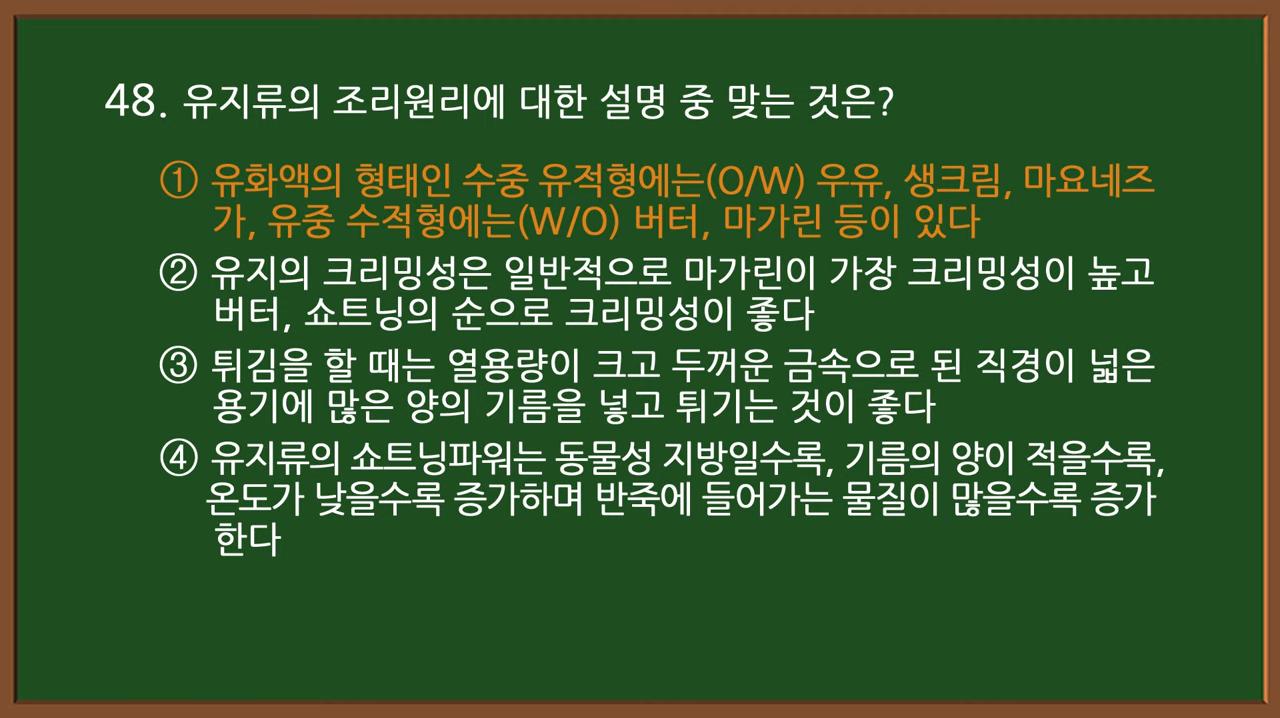 48. 유지류의 조리원리에 대한 설명 중 맞는 것은?
① 유화액의 형태인 수중 유적형에는(O/W) 우유, 생크림, 마요네즈
가, 유중 수적형에는(W/O) 버터, 마가린 등이 있다
② 유지의 크리밍성은 일반적으로 마가린이 가장 크리밍성이 높고
버터, 쇼트닝의 순으로 크리밍성이 좋다
③ 튀김을 할 때는 열용량이 크고 두꺼운 금속으로 된 직경이 넓은
용기에 많은 양의 기름을 넣고 튀기는 것이 좋다
④ 유지류의 쇼트닝파워는 동물성 지방일수록, 기름의 양이 적을수록,
온도가 낮을수록 증가하며 반죽에 들어가는 물질이 많을수록 증가
한다